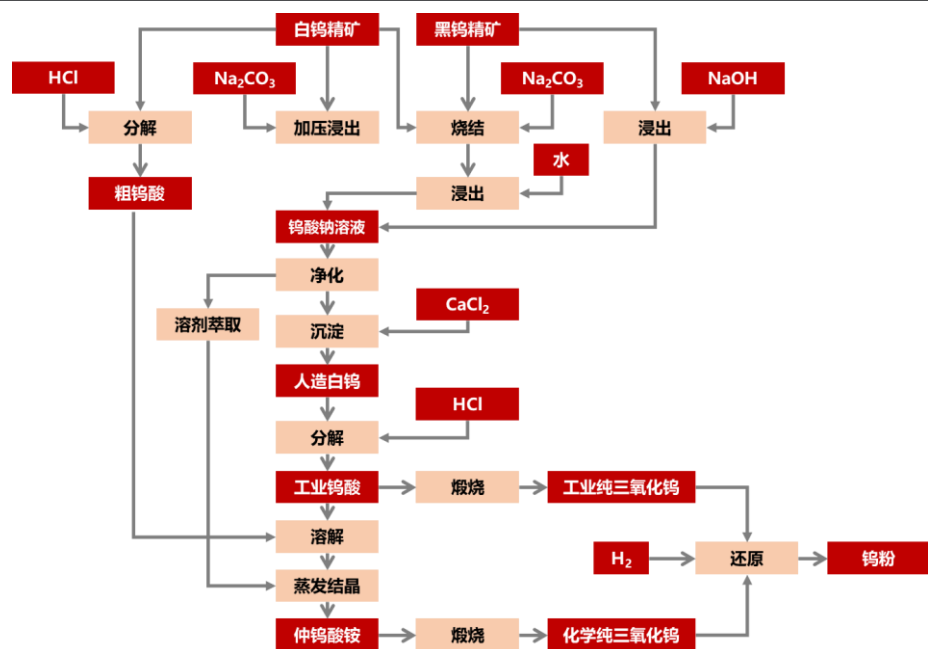 白钨精矿
黑钨精矿
HCl
Na₂CO₃
Na₂CO₃
NaOH
分解
加压浸出
烧结
浸出
水
粗钨酸
浸出
钨酸钠溶液
净化
CaCl₂
溶剂萃取
沉淀
人造白钨
HCl
分解
工业钨酸
煅烧
工业纯三氧化钨
溶解
H₂
还原
钨粉
蒸发结晶
仲钨酸铵
煅烧
化学纯三氧化钨